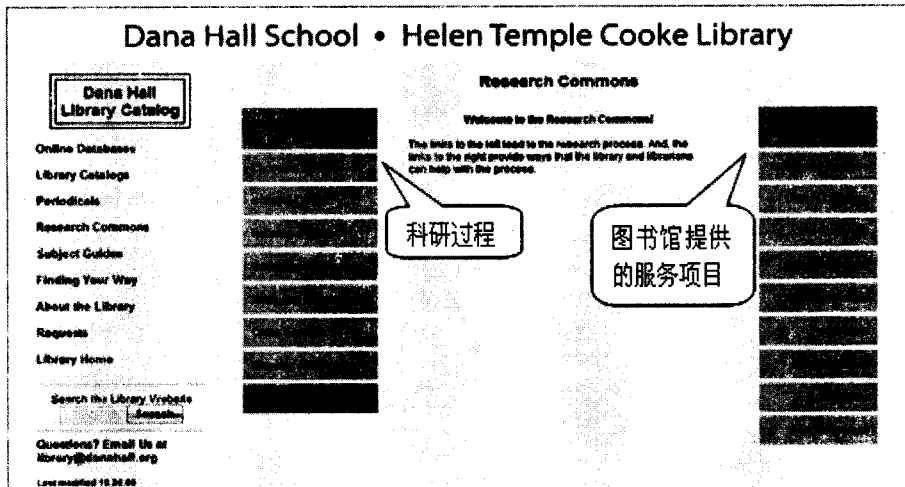 Dana Hall School • Helen Temple Cooke Library
Dana Hall
Library Catalog
Online Databases
Library Catalogs
Periodicals
Research Commons
Subject Guides
Finding Your Way
About the Library
Requests
Library Home
Search the Library Website
Search
Questions? Email Us at
library@danahall.org
Last modified
Research Commons
Welcome to the Research Commons!
The links to the left lead to the research process. And, the
links to the right provide ways that the library and librarians
can help with the process.
科研过程
图书馆提供
的服务项目